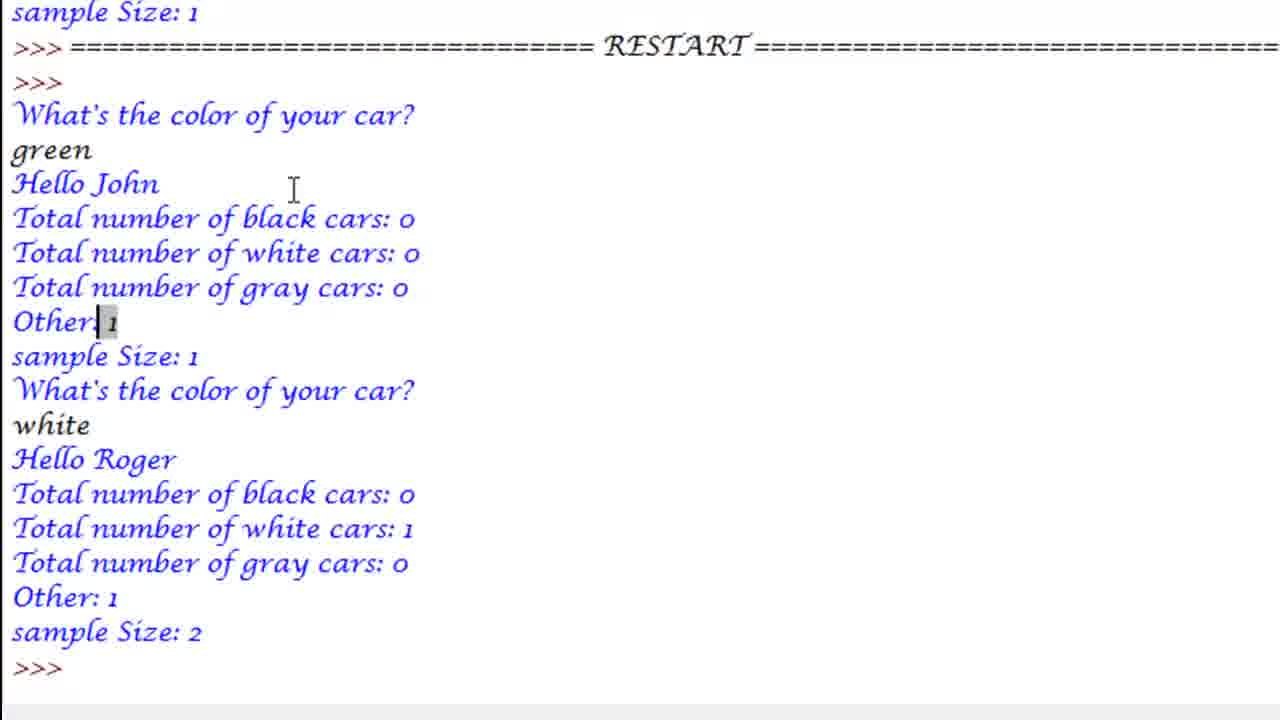 sample Size: 1
>>> ================================ RESTART ================================
>>>
What's the color of your car?
green
Hello John
Total number of black cars: 0
Total number of white cars: 0
Total number of gray cars: 0
Other: 1
sample Size: 1
What's the color of your car?
white
Hello Roger
Total number of black cars: 0
Total number of white cars: 1
Total number of gray cars: 0
Other: 1
sample Size: 2
>>>